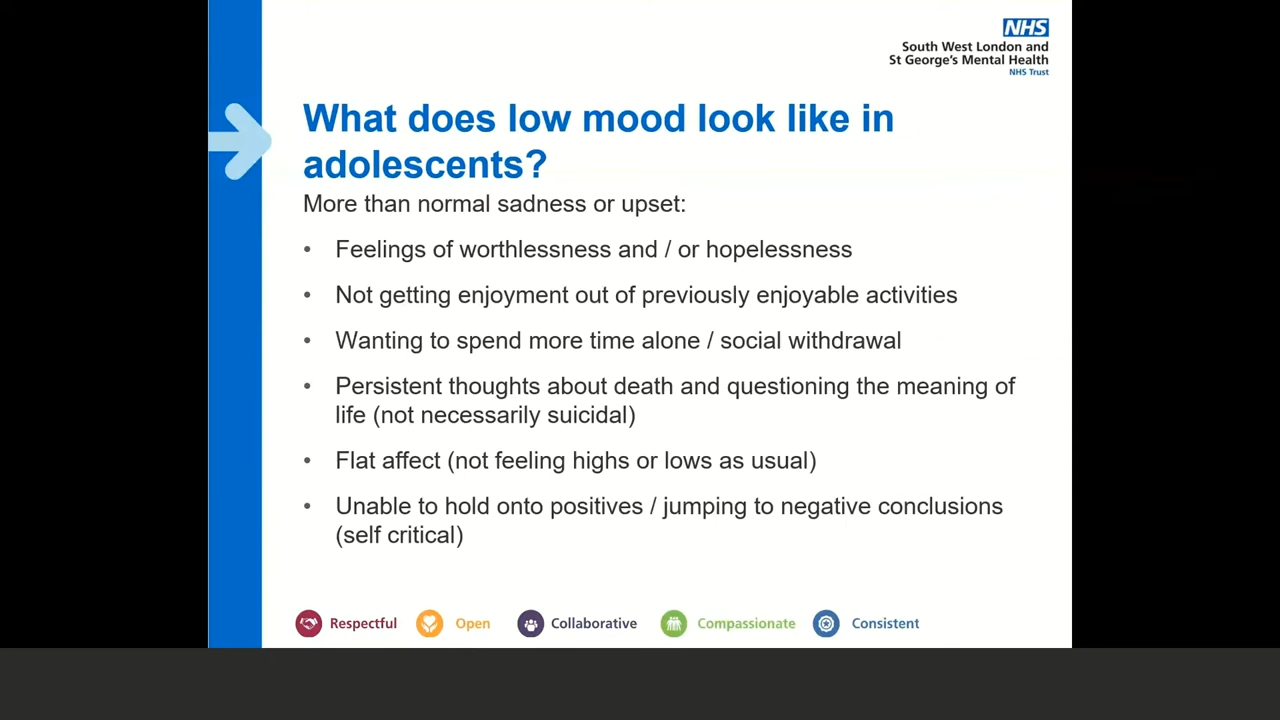 NHS
South West London and
St George's Mental Health
NHS Trust
What does low mood look like in
adolescents?
More than normal sadness or upset:
• Feelings of worthlessness and / or hopelessness
• Not getting enjoyment out of previously enjoyable activities
• Wanting to spend more time alone / social withdrawal
• Persistent thoughts about death and questioning the meaning of
life (not necessarily suicidal)
• Flat affect (not feeling highs or lows as usual)
• Unable to hold onto positives / jumping to negative conclusions
(self critical)
Respectful Open Collaborative Compassionate Consistent